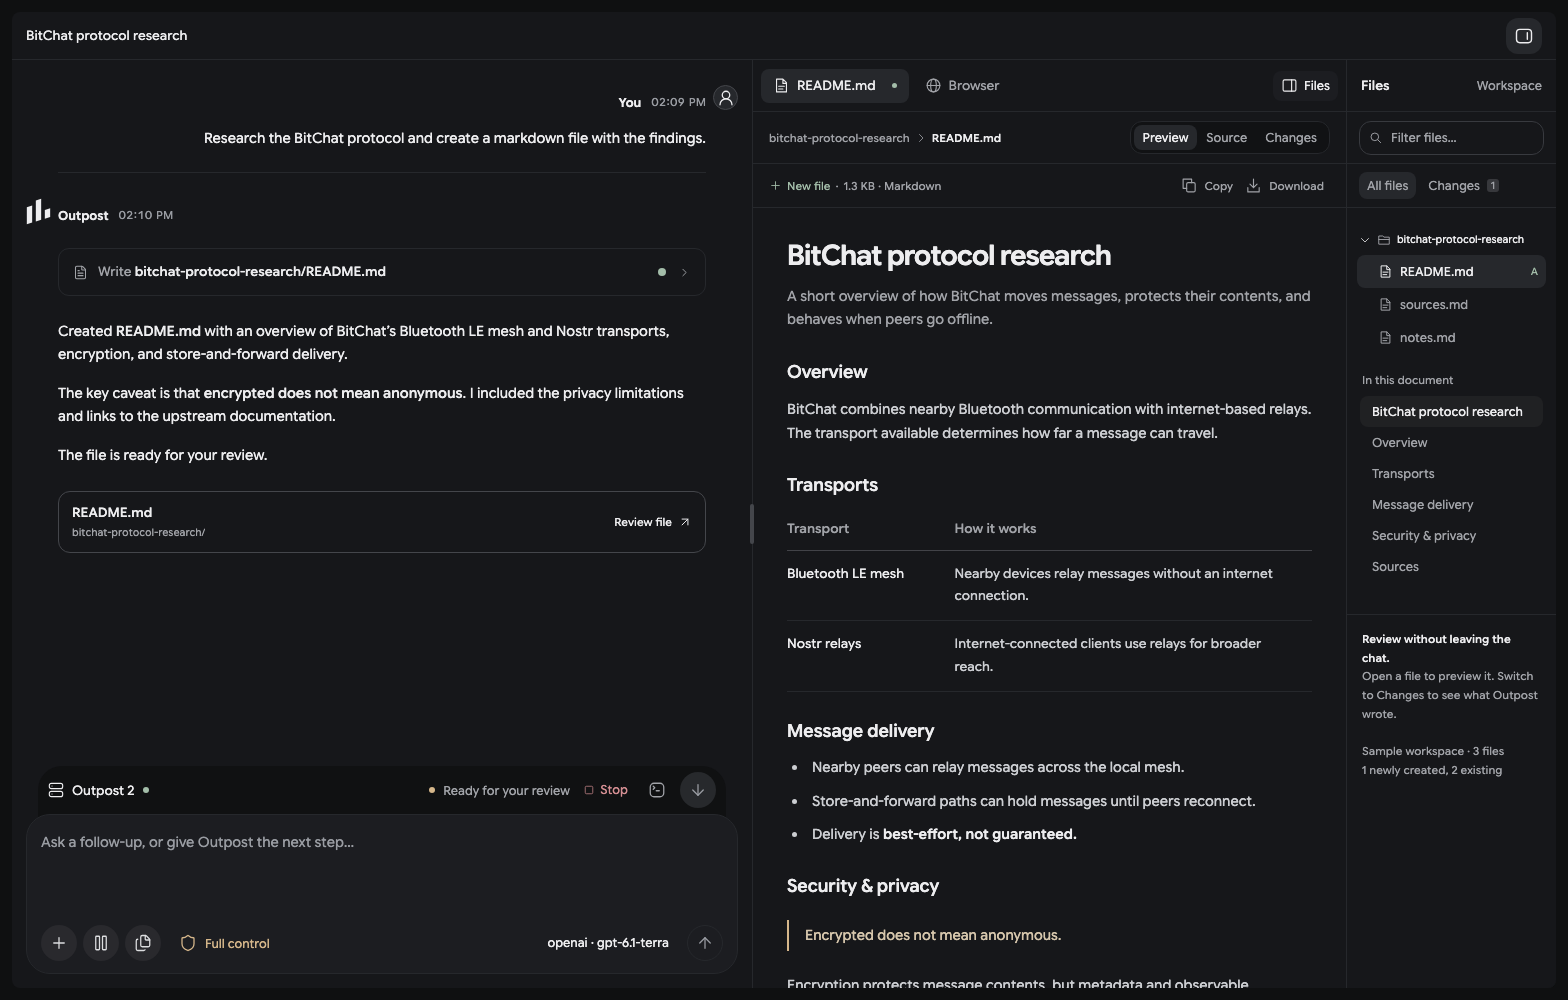 BitChat protocol research
You 02:09 PM
Research the BitChat protocol and create a markdown file with the findings.
Outpost 02:10 PM
Write bitchat-protocol-research/README.md
Created README.md with an overview of BitChat’s Bluetooth LE mesh and Nostr transports,
encryption, and store-and-forward delivery.
The key caveat is that encrypted does not mean anonymous. I included the privacy limitations
and links to the upstream documentation.
The file is ready for your review.
README.md
bitchat-protocol-research/
Review file
Outpost 2
Ready for your review
Stop
Ask a follow-up, or give Outpost the next step...
Full control
openai · gpt-6.1-terra
README.md
Browser
Files
bitchat-protocol-research > README.md
Preview Source Changes
+ New file · 1.3 KB · Markdown
Copy Download
BitChat protocol research
A short overview of how BitChat moves messages, protects their contents, and
behaves when peers go offline.
Overview
BitChat combines nearby Bluetooth communication with internet-based relays.
The transport available determines how far a message can travel.
Transports
Transport How it works
Bluetooth LE mesh Nearby devices relay messages without an internet
connection.
Nostr relays Internet-connected clients use relays for broader
reach.
Message delivery
• Nearby peers can relay messages across the local mesh.
• Store-and-forward paths can hold messages until peers reconnect.
• Delivery is best-effort, not guaranteed.
Security & privacy
Encrypted does not mean anonymous.
Encryption protects message contents, but metadata and observable
Files Workspace
Filter files...
All files Changes 1
bitchat-protocol-research
README.md A
sources.md
notes.md
In this document
BitChat protocol research
Overview
Transports
Message delivery
Security & privacy
Sources
Review without leaving the
chat.
Open a file to preview it. Switch
to Changes to see what Outpost
wrote.
Sample workspace · 3 files
1 newly created, 2 existing